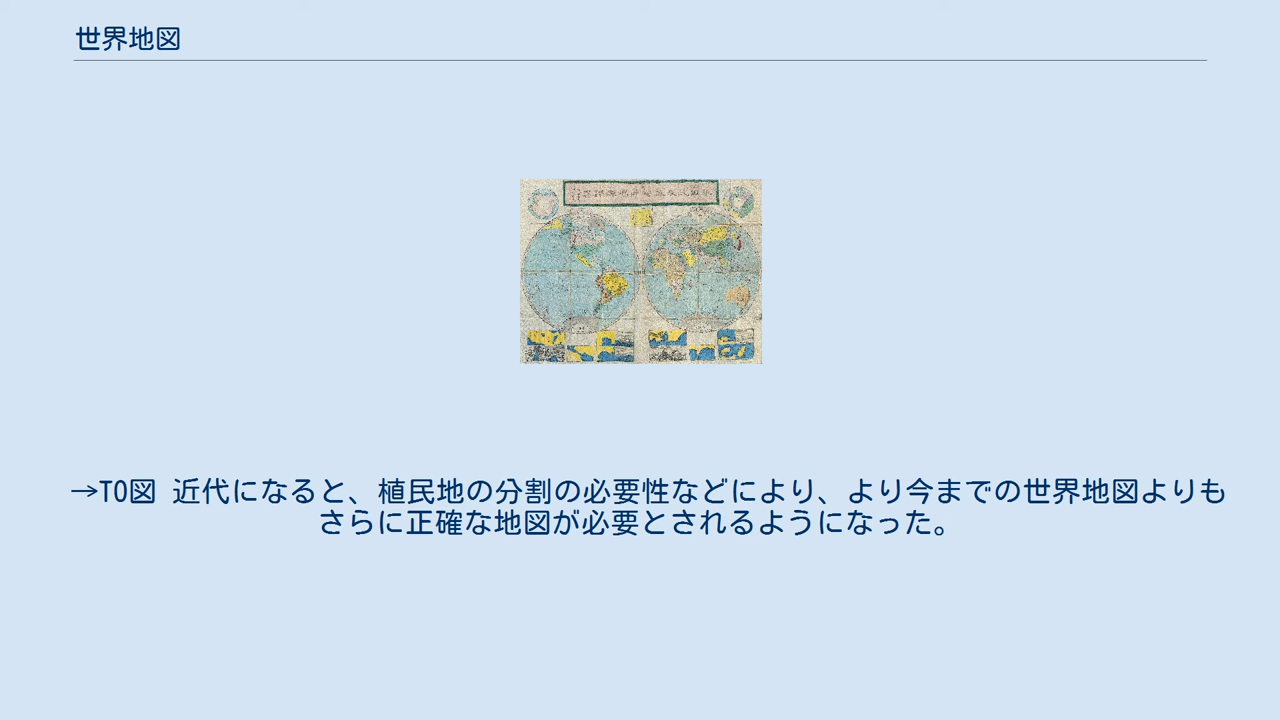 世界地図
→TO図 近代になると、植民地の分割の必要性などにより、より今までの世界地図よりも
さらに正確な地図が必要とされるようになった。